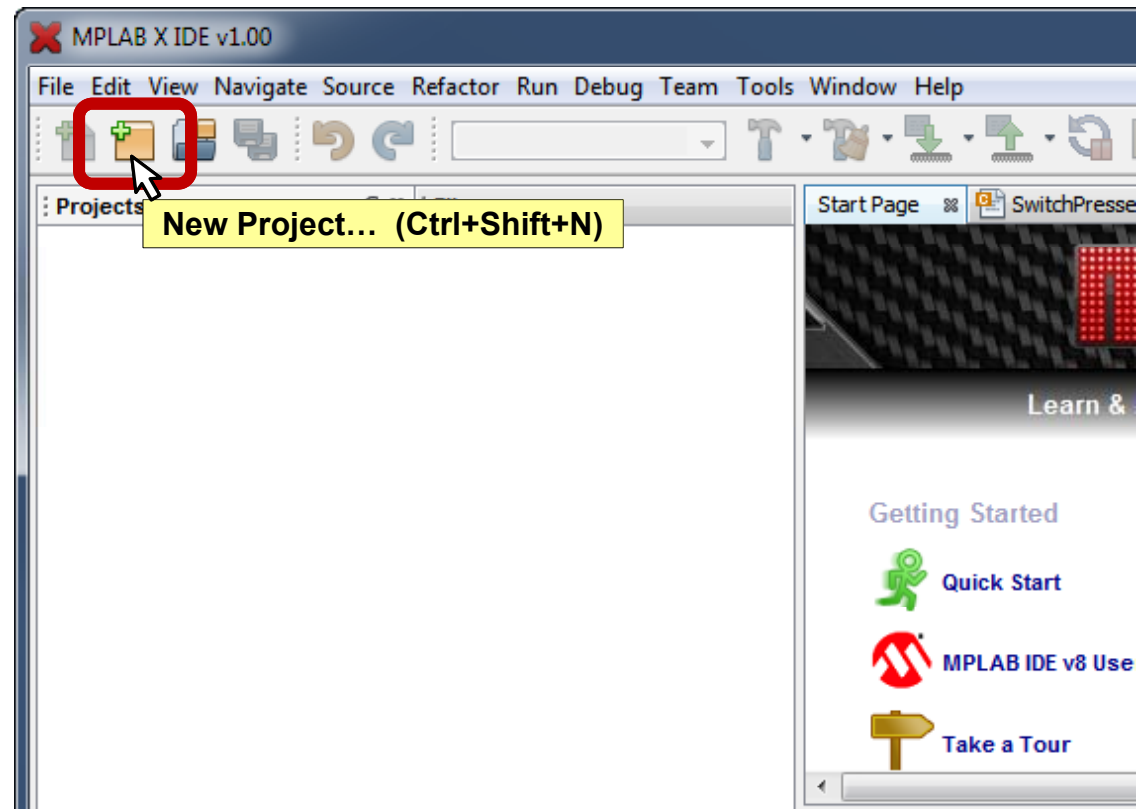 MPLAB X IDE v1.00
File Edit View Navigate Source Refactor Run Debug Team Tools Window Help
Projects
Start Page
SwitchPresse
New Project… (Ctrl+Shift+N)
Learn &
Getting Started
Quick Start
MPLAB IDE v8 Use
Take a Tour